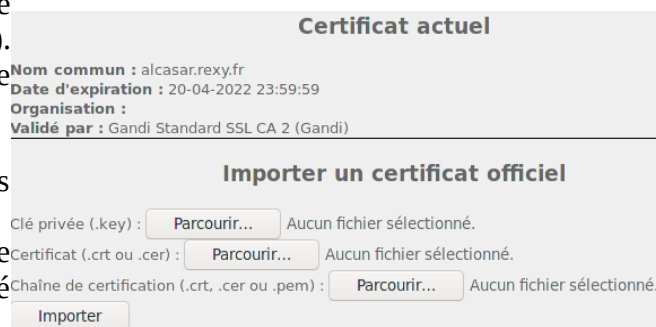 e
Certificat actuel
).
Nom commun : alcasar.rexy.fr
e
Date d'expiration : 20-04-2022 23:59:59
Organisation :
Validé par : Gandi Standard SSL CA 2 (Gandi)
Importer un certificat officiel
s
Clé privée (.key) : Parcourir... Aucun fichier sélectionné.
e
Certificat (.crt ou .cer) : Parcourir... Aucun fichier sélectionné.
é
Chaîne de certification (.crt, .cer ou .pem) : Parcourir... Aucun fichier sélectionné.
Importer